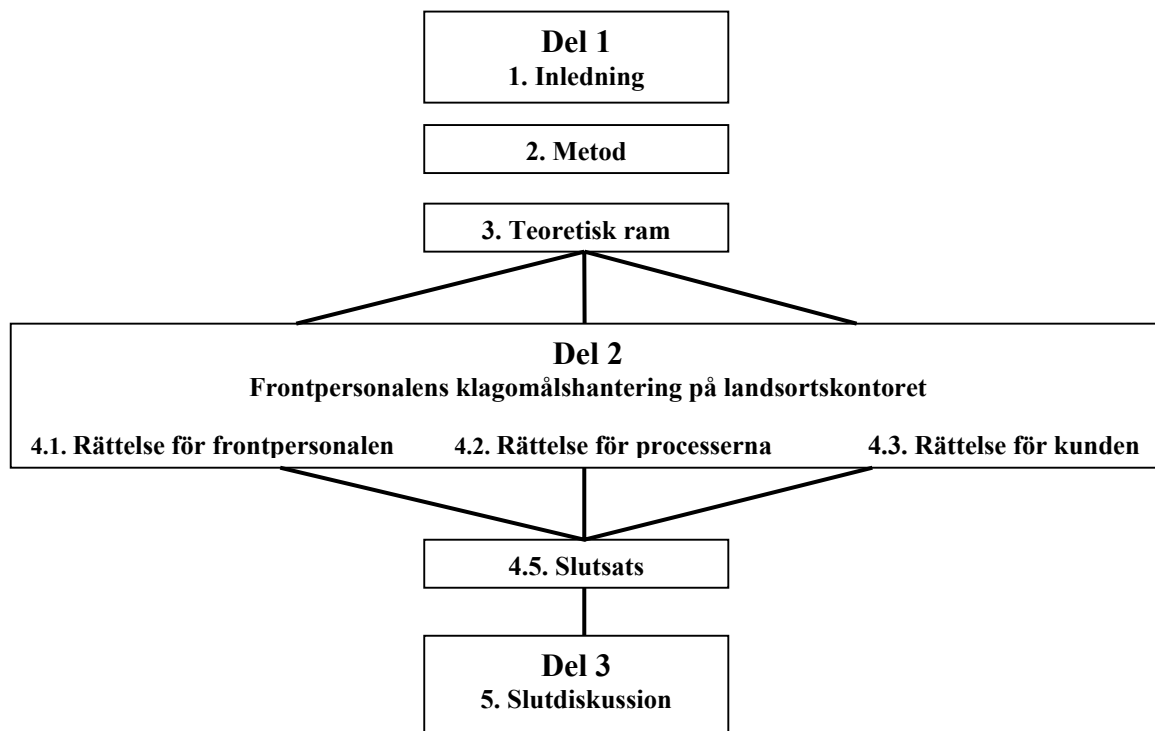 Del 1
1. Inledning
2. Metod
3. Teoretisk ram
Del 2
Frontpersonalens klagomålshantering på landsortskontoret
4.1. Rättelse för frontpersonalen 4.2. Rättelse för processerna 4.3. Rättelse för kunden
4.5. Slutsats
Del 3
5. Slutdiskussion